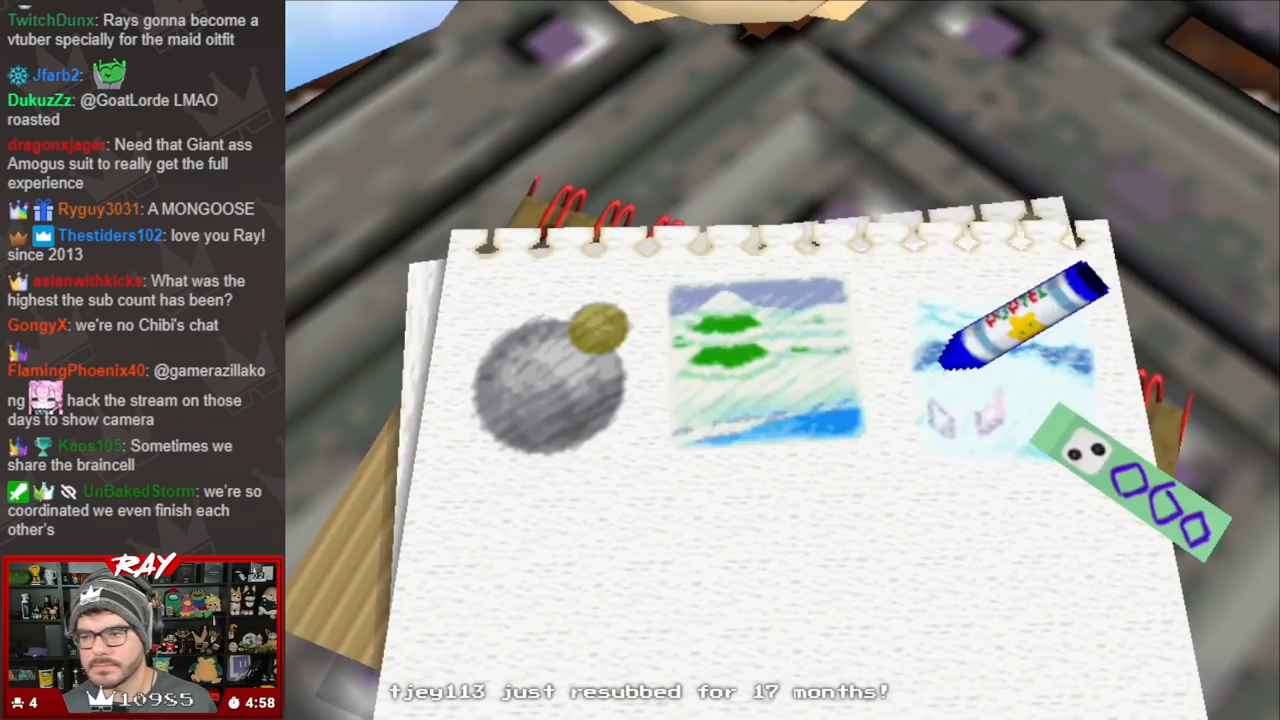 TwitchDunx: Rays gonna become a
vtuber specially for the maid oitfit
Jfarb2:
DukuzZz: @GoatLorde LMAO
roasted
dragonxjager: Need that Giant ass
Amogus suit to really get the full
experience
Ryguy3031: A MONGOOSE
Thestiders102: love you Ray!
since 2013
asianwithkicks: What was the
highest the sub count has been?
GongyX: we're no Chibi's chat
FlamingPhoenix40: @gamerazillako
ng hack the stream on those
days to show camera
Kaos105: Sometimes we
share the braincell
UnBakedStorm: we're so
coordinated we even finish each
other's
RAY
4
10985
4:58
tjey113 just resubbed for 17 months!